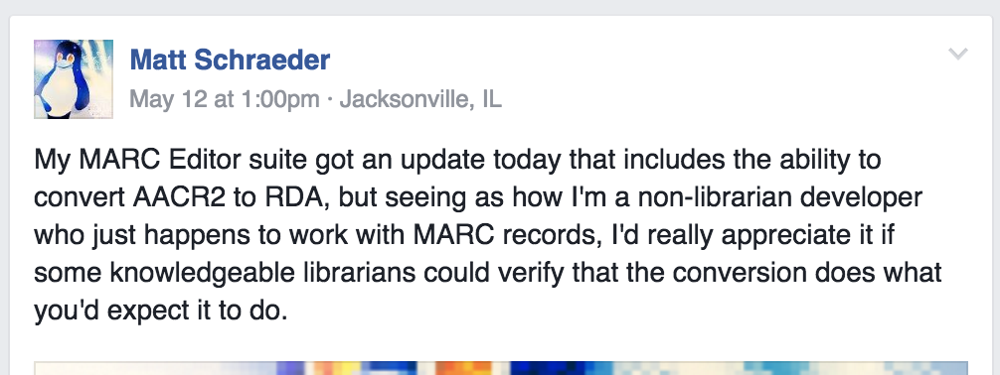 Matt Schraeder
May 12 at 1:00pm · Jacksonville, IL
My MARC Editor suite got an update today that includes the ability to
convert AACR2 to RDA, but seeing as how I'm a non-librarian developer
who just happens to work with MARC records, I'd really appreciate it if
some knowledgeable librarians could verify that the conversion does what
you'd expect it to do.